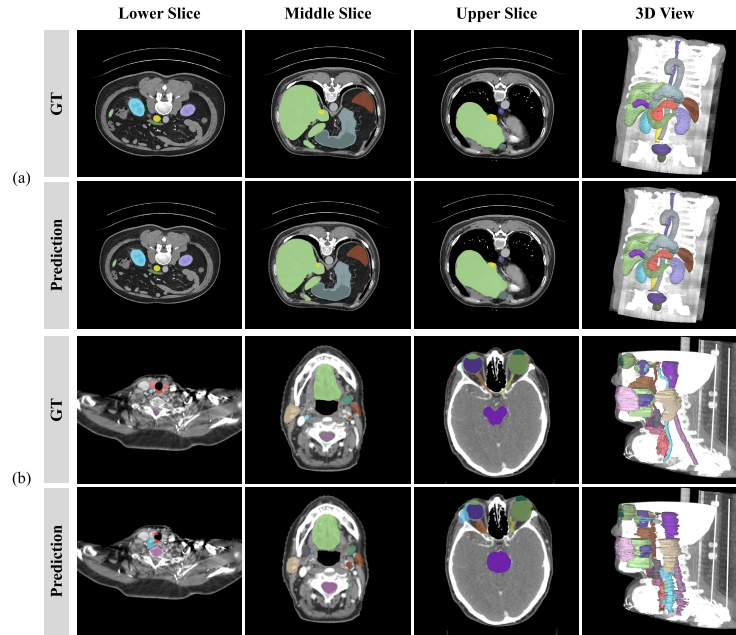 Lower Slice Middle Slice Upper Slice 3D View
(a)
GT
Prediction
(b)
GT
Prediction